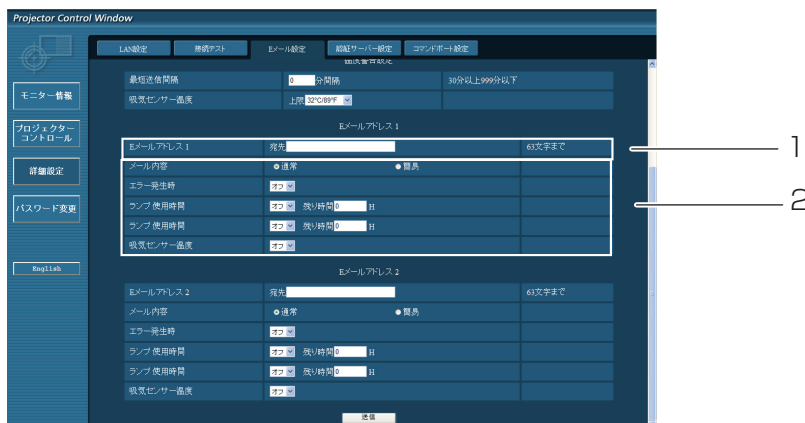 Projector Control Window
LAN設定 接続テスト Eメール設定 認証サーバー設定 コマンドポート設定
温度警告設定
最短送信間隔 0 分間隔 30分以上999分以下
吸気センサー温度 上限 32°C/89°F
Eメールアドレス 1
Eメールアドレス 1 宛先 63文字まで
メール内容 通常 簡易
エラー発生時 オフ
ランプ使用時間 オフ 残り時間 0 H
ランプ使用時間 オフ 残り時間 0 H
吸気センサー温度 オフ
Eメールアドレス 2
Eメールアドレス 2 宛先 63文字まで
メール内容 通常 簡易
エラー発生時 オフ
ランプ使用時間 オフ 残り時間 0 H
ランプ使用時間 オフ 残り時間 0 H
吸気センサー温度 オフ
送信
モニター情報
プロジェクター
コントロール
詳細設定
パスワード変更
English
1
2